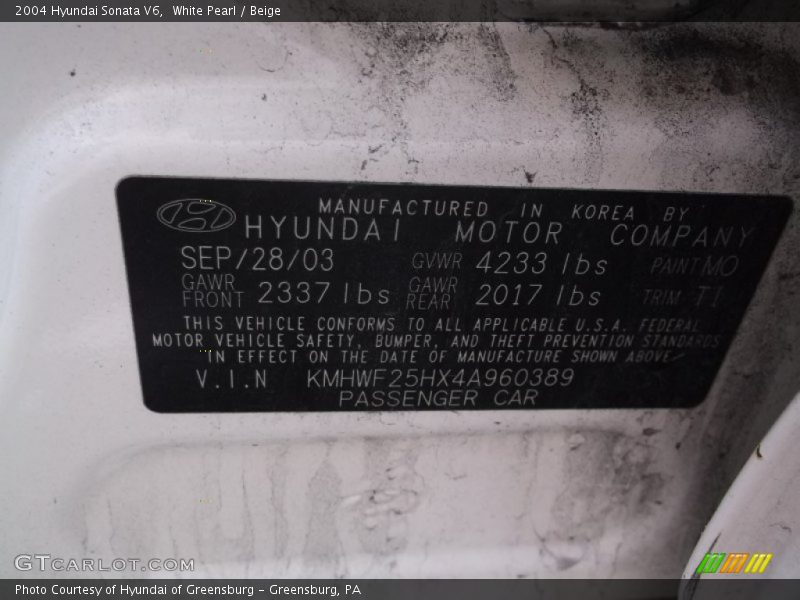 2004 Hyundai Sonata V6, White Pearl / Beige
MANUFACTURED IN KOREA BY
HYUNDAI MOTOR COMPANY
SEP/28/03 GVWR 4233 lbs PAINT MO
GAWR FRONT 2337 lbs GAWR REAR 2017 lbs TRIM TI
THIS VEHICLE CONFORMS TO ALL APPLICABLE U.S.A. FEDERAL
MOTOR VEHICLE SAFETY, BUMPER, AND THEFT PREVENTION STANDARDS
IN EFFECT ON THE DATE OF MANUFACTURE SHOWN ABOVE
V.I.N KMHWF25HX4A960389
PASSENGER CAR
GTCARLOT.COM
Photo Courtesy of Hyundai of Greensburg - Greensburg, PA